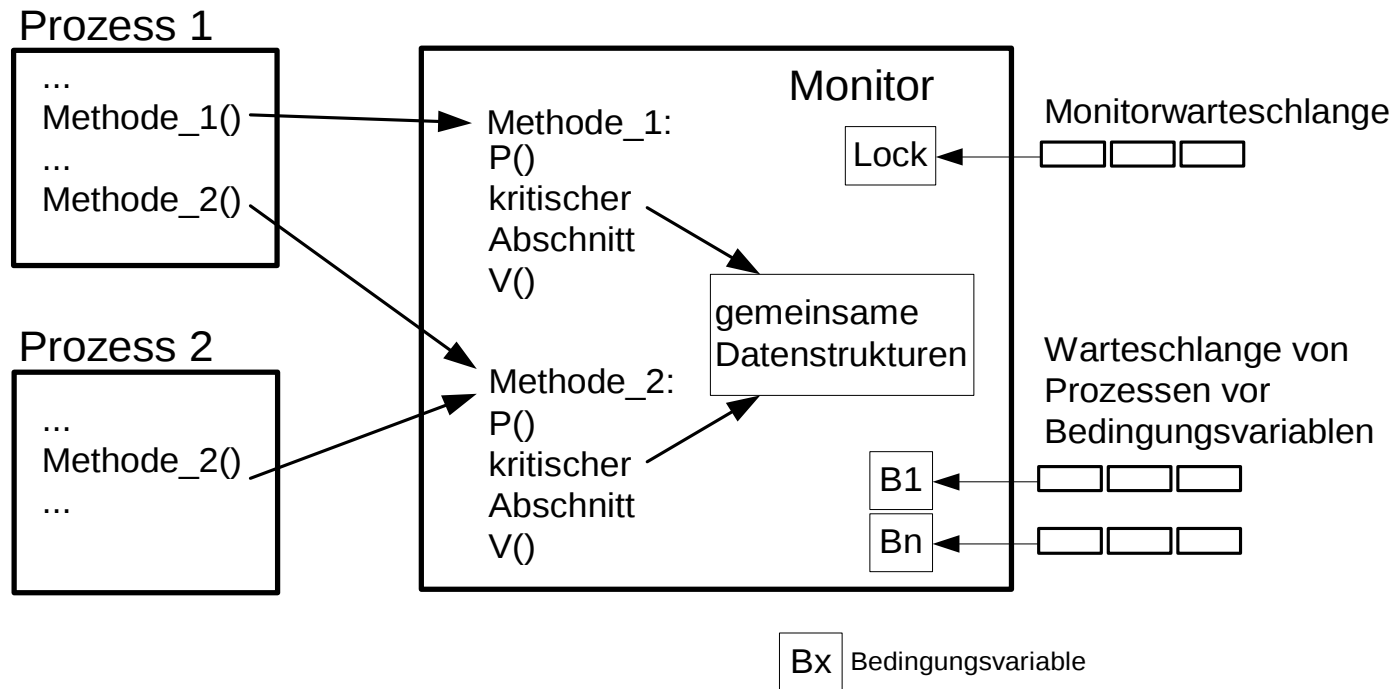 Prozess 1
...
Methode_1()
...
Methode_2()
Prozess 2
...
Methode_2()
...
Monitor
Methode_1:
P()
kritischer
Abschnitt
V()
Methode_2:
P()
kritischer
Abschnitt
V()
Lock
gemeinsame
Datenstrukturen
B1
Bn
Monitorwarteschlange
Warteschlange von
Prozessen vor
Bedingungsvariablen
Bx Bedingungsvariable